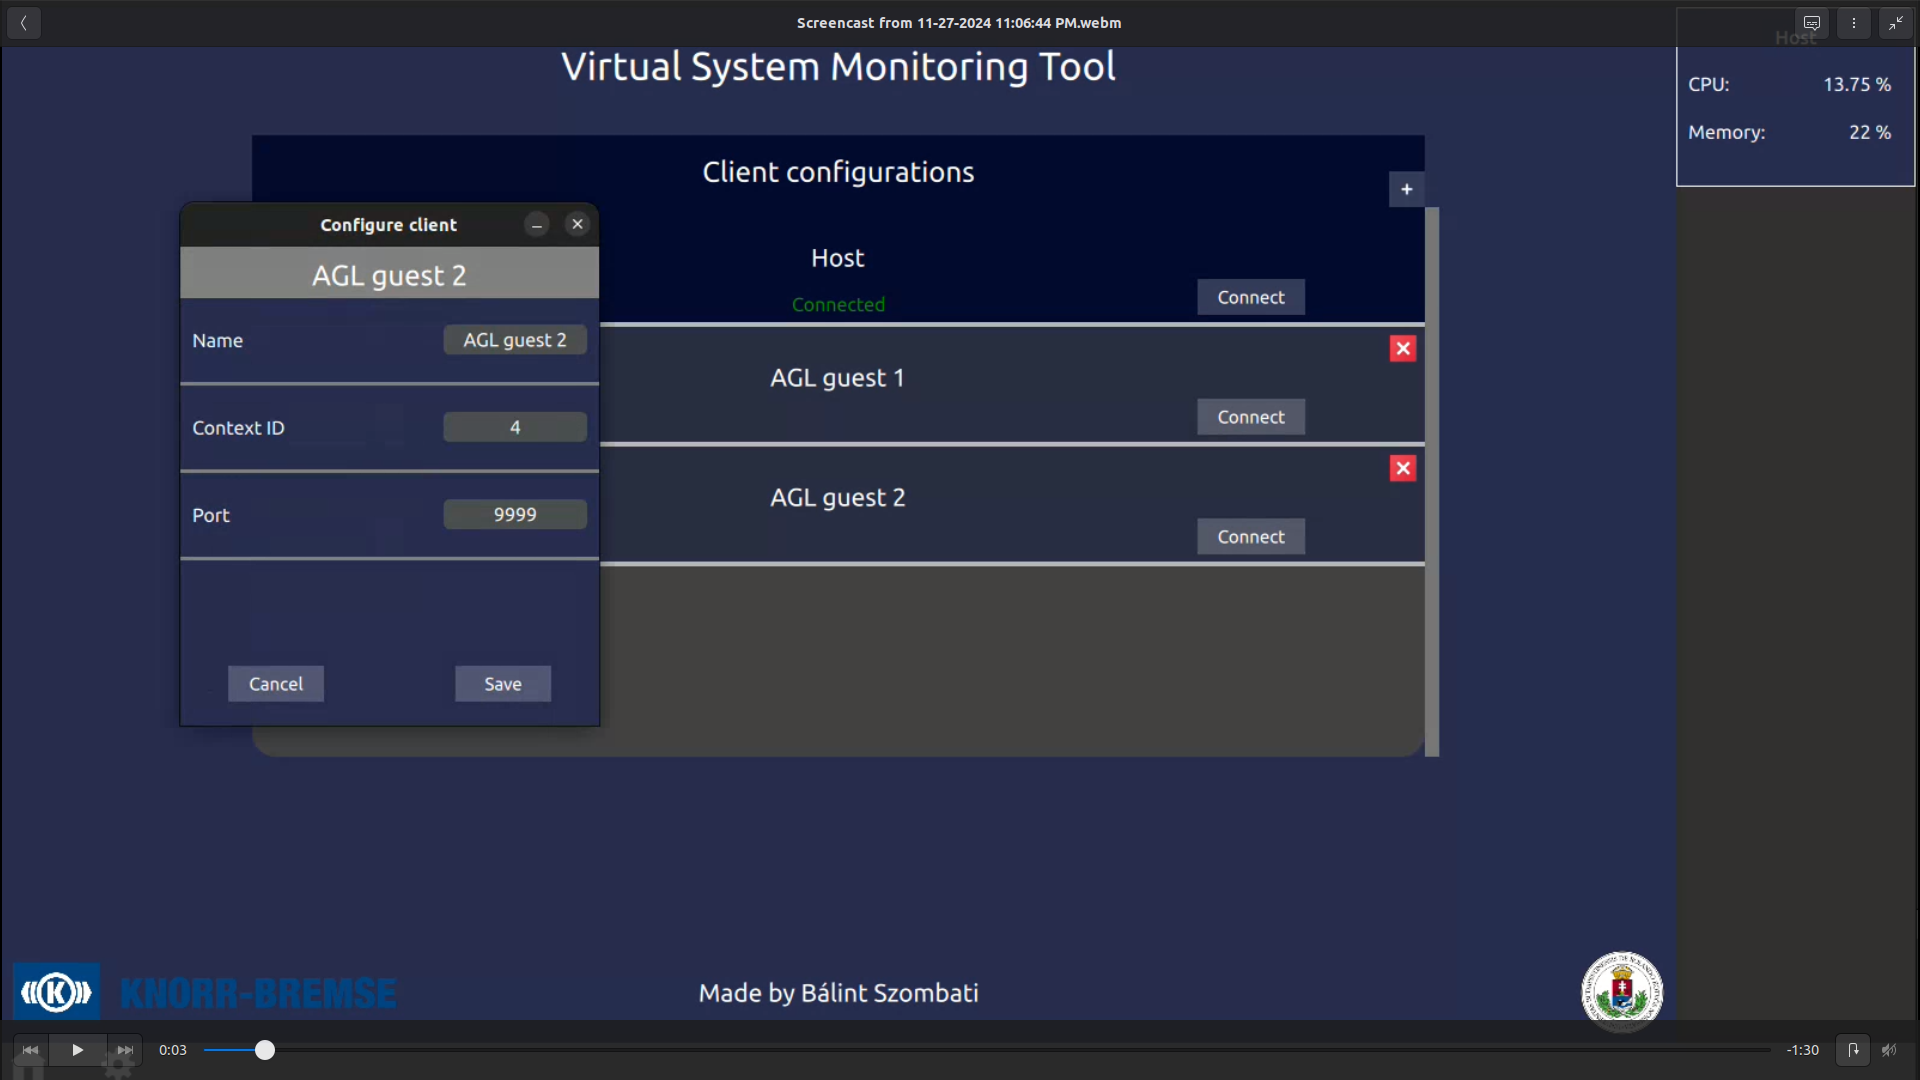 Screencast from 11-27-2024 11:06:44 PM.webm
Host
Virtual System Monitoring Tool
CPU: 13.75 %
Memory: 22 %
Client configurations
+
Host
Connected
Connect
AGL guest 1
Connect
AGL guest 2
Connect
Configure client
AGL guest 2
Name AGL guest 2
Context ID 4
Port 9999
Cancel Save
KNORR-BREMSE
Made by Bálint Szombati
0:03
-1:30